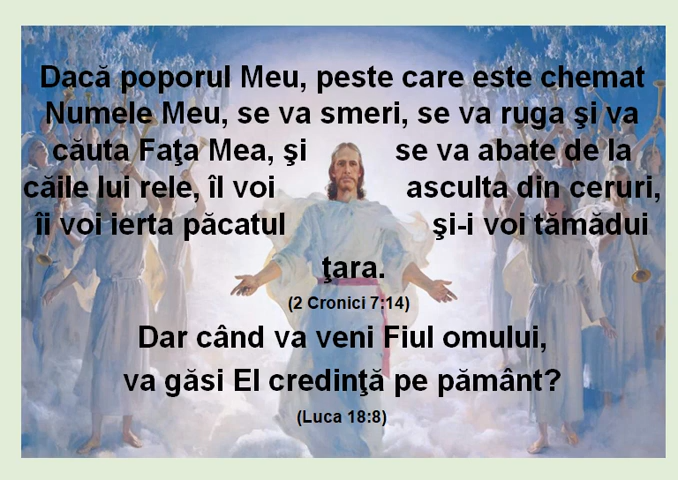 Dacă poporul Meu, peste care este chemat
Numele Meu, se va smeri, se va ruga şi va
căuta Faţa Mea, şi se va abate de la
căile lui rele, îl voi asculta din ceruri,
îi voi ierta păcatul şi-i voi tămădui
ţara.
(2 Cronici 7:14)
Dar când va veni Fiul omului,
va găsi El credinţă pe pământ?
(Luca 18:8)